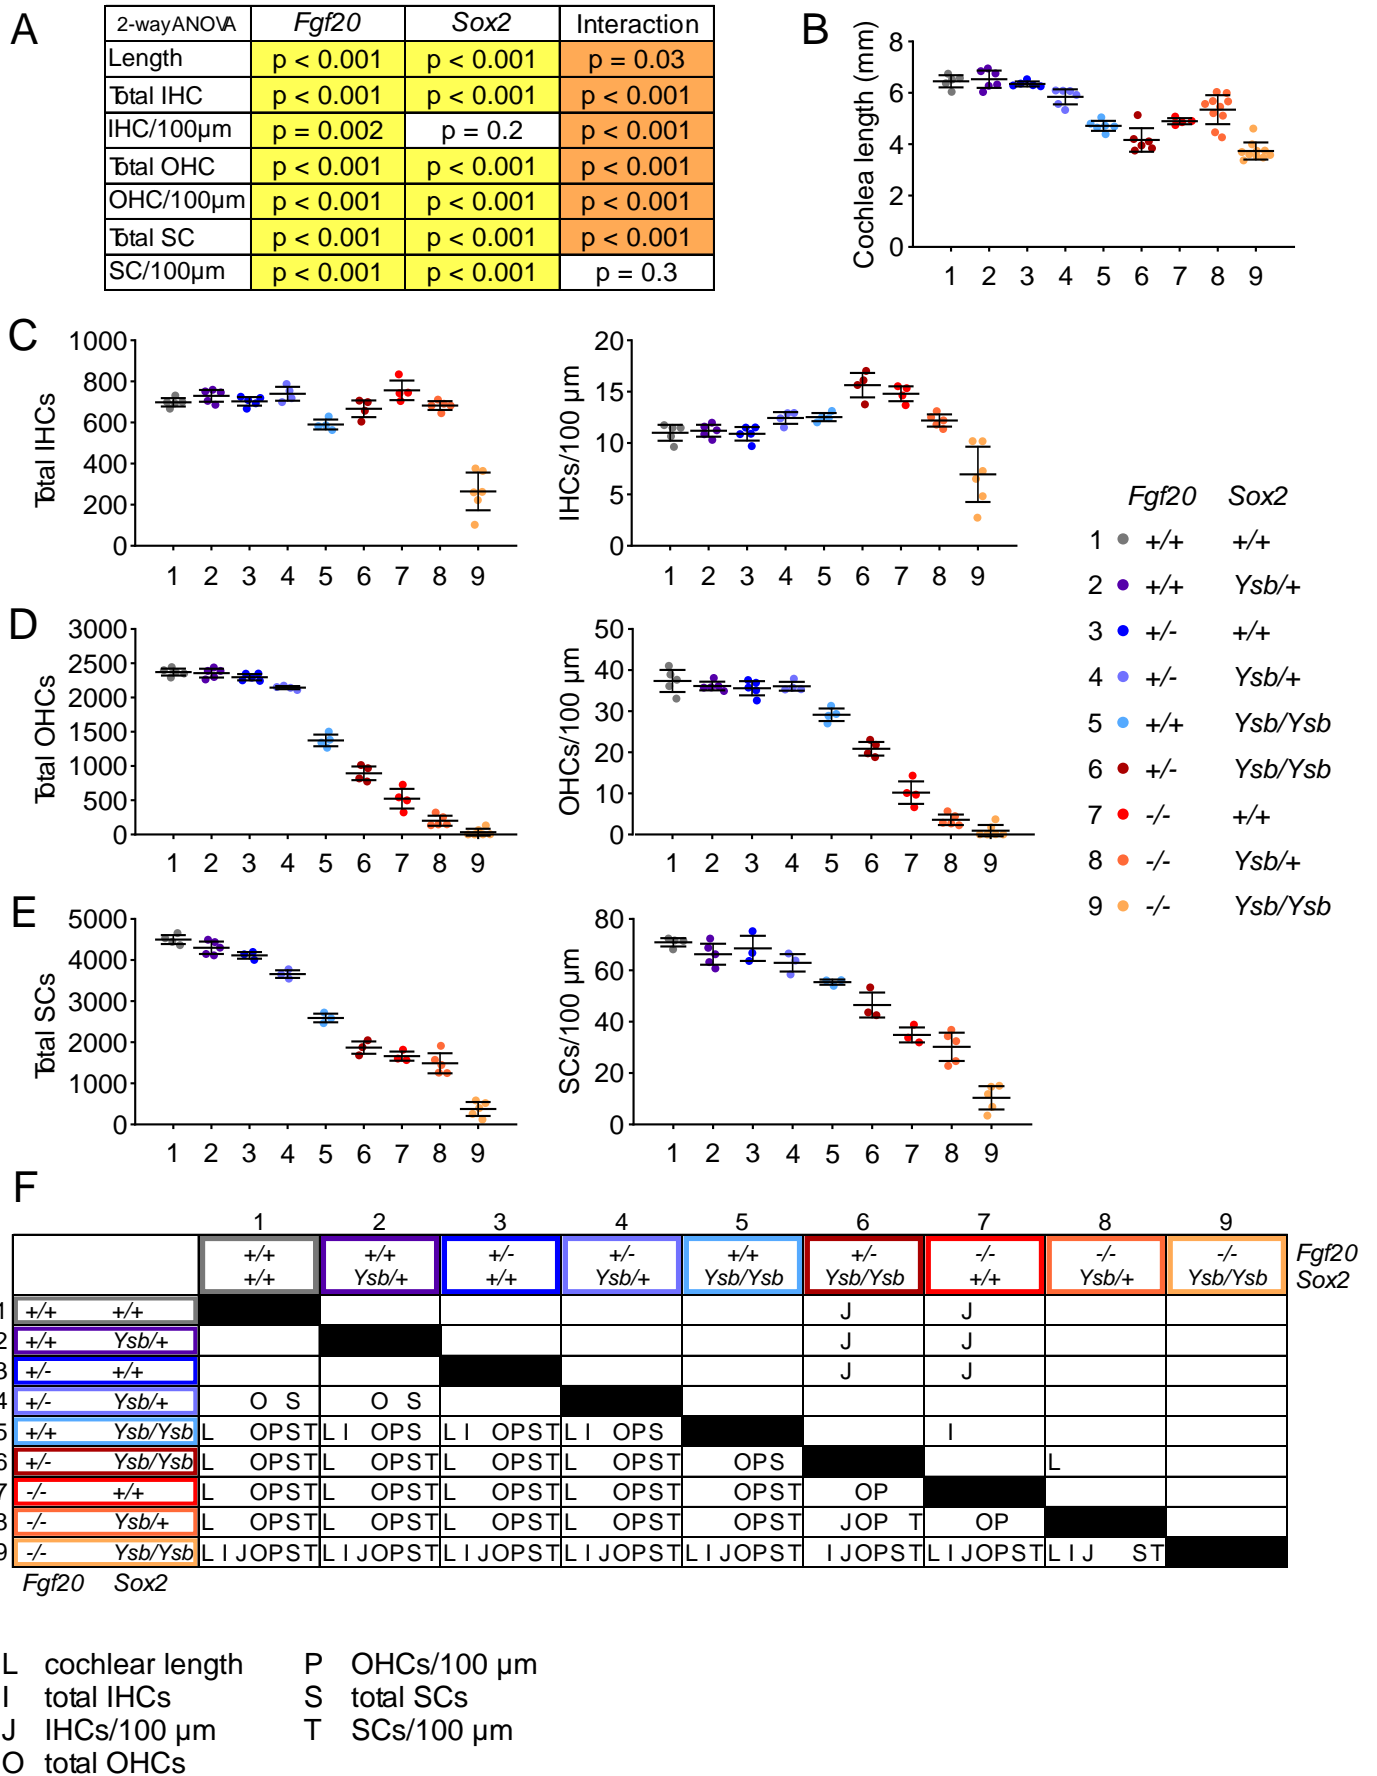 A
2-way ANOVA Fgf20 Sox2 Interaction
Length p < 0.001 p < 0.001 p = 0.03
Total IHC p < 0.001 p < 0.001 p < 0.001
IHC/100µm p = 0.002 p = 0.2 p < 0.001
Total OHC p < 0.001 p < 0.001 p < 0.001
OHC/100µm p < 0.001 p < 0.001 p < 0.001
Total SC p < 0.001 p < 0.001 p < 0.001
SC/100µm p < 0.001 p < 0.001 p = 0.3
B
Cochlea length (mm)
8
6
4
2
0
1 2 3 4 5 6 7 8 9
C
Total IHCs
1000
800
600
400
200
0
1 2 3 4 5 6 7 8 9
IHCs/100 µm
20
15
10
5
0
1 2 3 4 5 6 7 8 9
Fgf20 Sox2
1 +/+ +/+
2 +/+ Ysb/+
3 +/- +/+
4 +/- Ysb/+
5 +/+ Ysb/Ysb
6 +/- Ysb/Ysb
7 -/- +/+
8 -/- Ysb/+
9 -/- Ysb/Ysb
D
Total OHCs
3000
2500
2000
1500
1000
500
0
1 2 3 4 5 6 7 8 9
OHCs/100 µm
50
40
30
20
10
0
1 2 3 4 5 6 7 8 9
E
Total SCs
5000
4000
3000
2000
1000
0
1 2 3 4 5 6 7 8 9
SCs/100 µm
80
60
40
20
0
1 2 3 4 5 6 7 8 9
F
1 2 3 4 5 6 7 8 9
+/+ +/+ +/- +/- +/+ +/- -/- -/- -/- Fgf20
+/+ Ysb/+ +/+ Ysb/+ Ysb/Ysb Ysb/Ysb +/+ Ysb/+ Ysb/Ysb Sox2
1 +/+ +/+ J J
2 +/+ Ysb/+ J J
3 +/- +/+ J J
4 +/- Ysb/+ O S O S
5 +/+ Ysb/Ysb L OPST L I OPS L I OPST L I OPS I
6 +/- Ysb/Ysb L OPST L OPST L OPST L OPST OPS L
7 -/- +/+ L OPST L OPST L OPST L OPST OPST OP
8 -/- Ysb/+ L OPST L OPST L OPST L OPST OPST JOP T OP
9 -/- Ysb/Ysb L I JOPST L I JOPST L I JOPST L I JOPST L I JOPST I JOPST L I JOPST L I J ST
Fgf20 Sox2
L cochlear length P OHCs/100 µm
I total IHCs S total SCs
J IHCs/100 µm T SCs/100 µm
O total OHCs